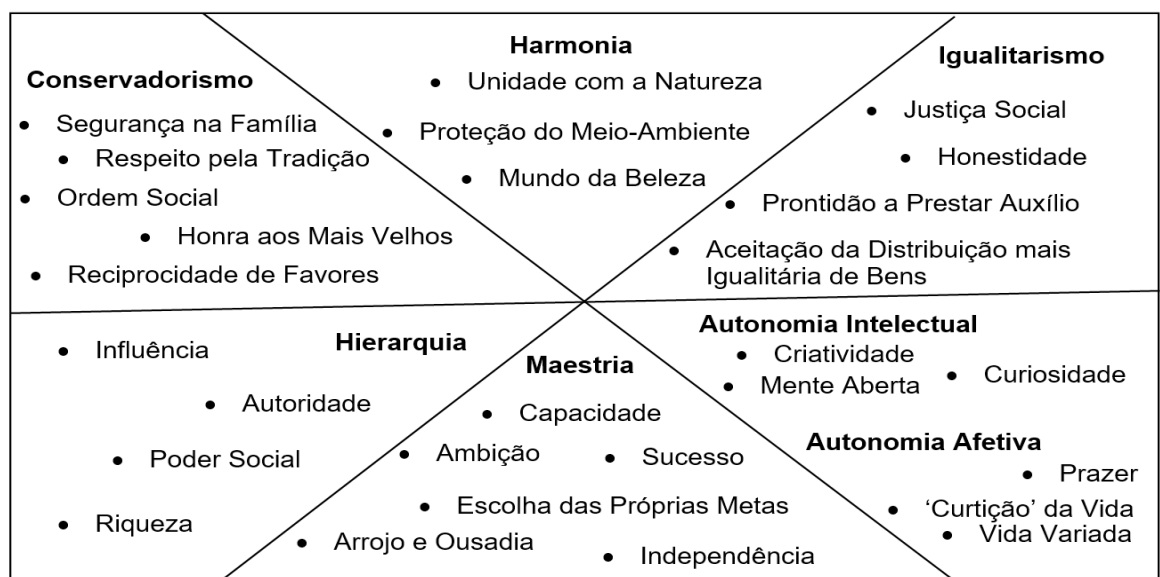 Conservadorismo
• Segurança na Família
• Respeito pela Tradição
• Ordem Social
• Honra aos Mais Velhos
• Reciprocidade de Favores
Harmonia
• Unidade com a Natureza
• Proteção do Meio-Ambiente
• Mundo da Beleza
Igualitarismo
• Justiça Social
• Honestidade
• Prontidão a Prestar Auxílio
• Aceitação da Distribuição mais
Igualitária de Bens
Hierarquia
• Influência
• Autoridade
• Poder Social
• Riqueza
Maestria
• Capacidade
• Ambição
• Sucesso
• Escolha das Próprias Metas
• Arrojo e Ousadia
• Independência
Autonomia Intelectual
• Criatividade
• Mente Aberta
• Curiosidade
Autonomia Afetiva
• Prazer
• ‘Curtição’ da Vida
• Vida Variada